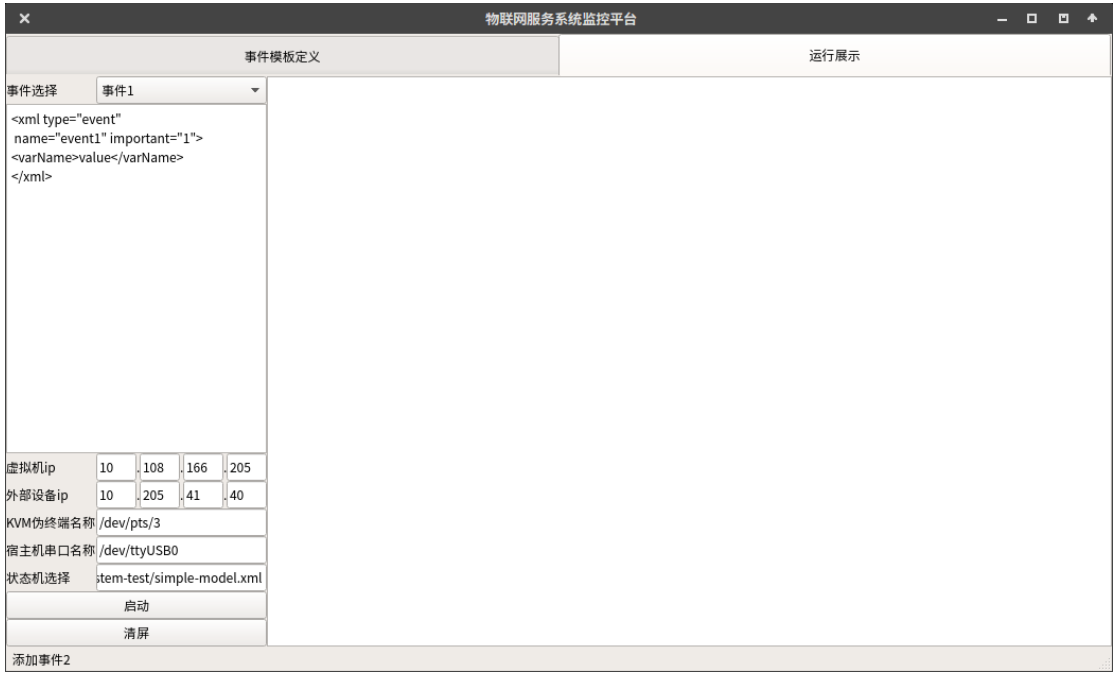 物联网服务系统监控平台
事件模板定义 运行展示
事件选择 事件1
<xml type="event"
name="event1" important="1">
<varName>value</varName>
</xml>
虚拟机ip 10 . 108 . 166 . 205
外部设备ip 10 . 205 . 41 . 40
KVM伪终端名称 /dev/pts/3
宿主机串口名称 /dev/ttyUSB0
状态机选择 stem-test/simple-model.xml
启动
清屏
添加事件2